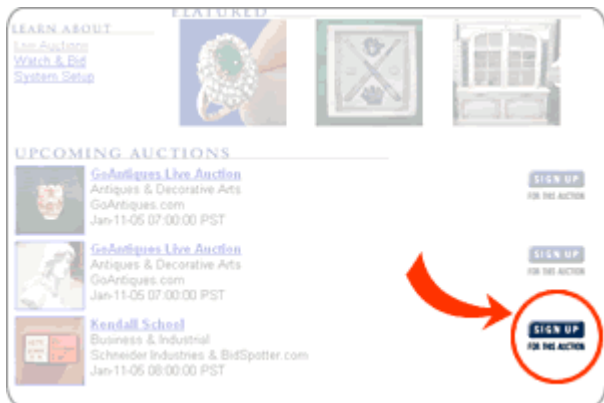 FEATURED
LEARN ABOUT
Live Auctions
Watch & Bid
System Setup
UPCOMING AUCTIONS
GoAntiques Live Auction
Antiques & Decorative Arts
GoAntiques.com
Jan-11-05 07:00:00 PST
SIGN UP
FOR THIS AUCTION
GoAntiques Live Auction
Antiques & Decorative Arts
GoAntiques.com
Jan-11-05 07:00:00 PST
SIGN UP
FOR THIS AUCTION
Kendall School
Business & Industrial
Schneider Industries & BidSpotter.com
Jan-11-05 08:00:00 PST
SIGN UP
FOR THIS AUCTION